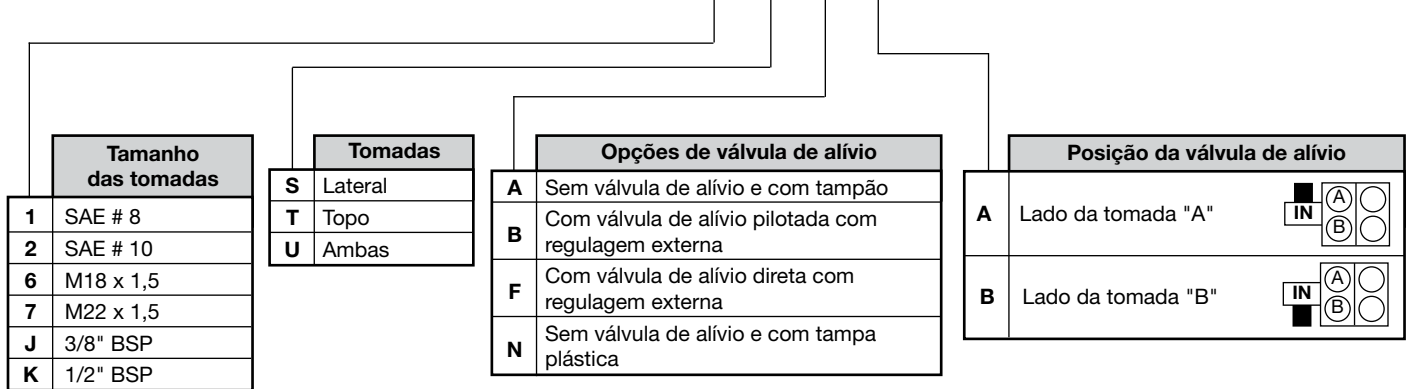 Tamanho
das tomadas
1 SAE # 8
2 SAE # 10
6 M18 x 1,5
7 M22 x 1,5
J 3/8" BSP
K 1/2" BSP
Tomadas
S Lateral
T Topo
U Ambas
Opções de válvula de alívio
A Sem válvula de alívio e com tampão
B Com válvula de alívio pilotada com
regulagem externa
F Com válvula de alívio direta com
regulagem externa
N Sem válvula de alívio e com tampa
plástica
Posição da válvula de alívio
A Lado da tomada "A"
IN A
B
B Lado da tomada "B"
IN A
B